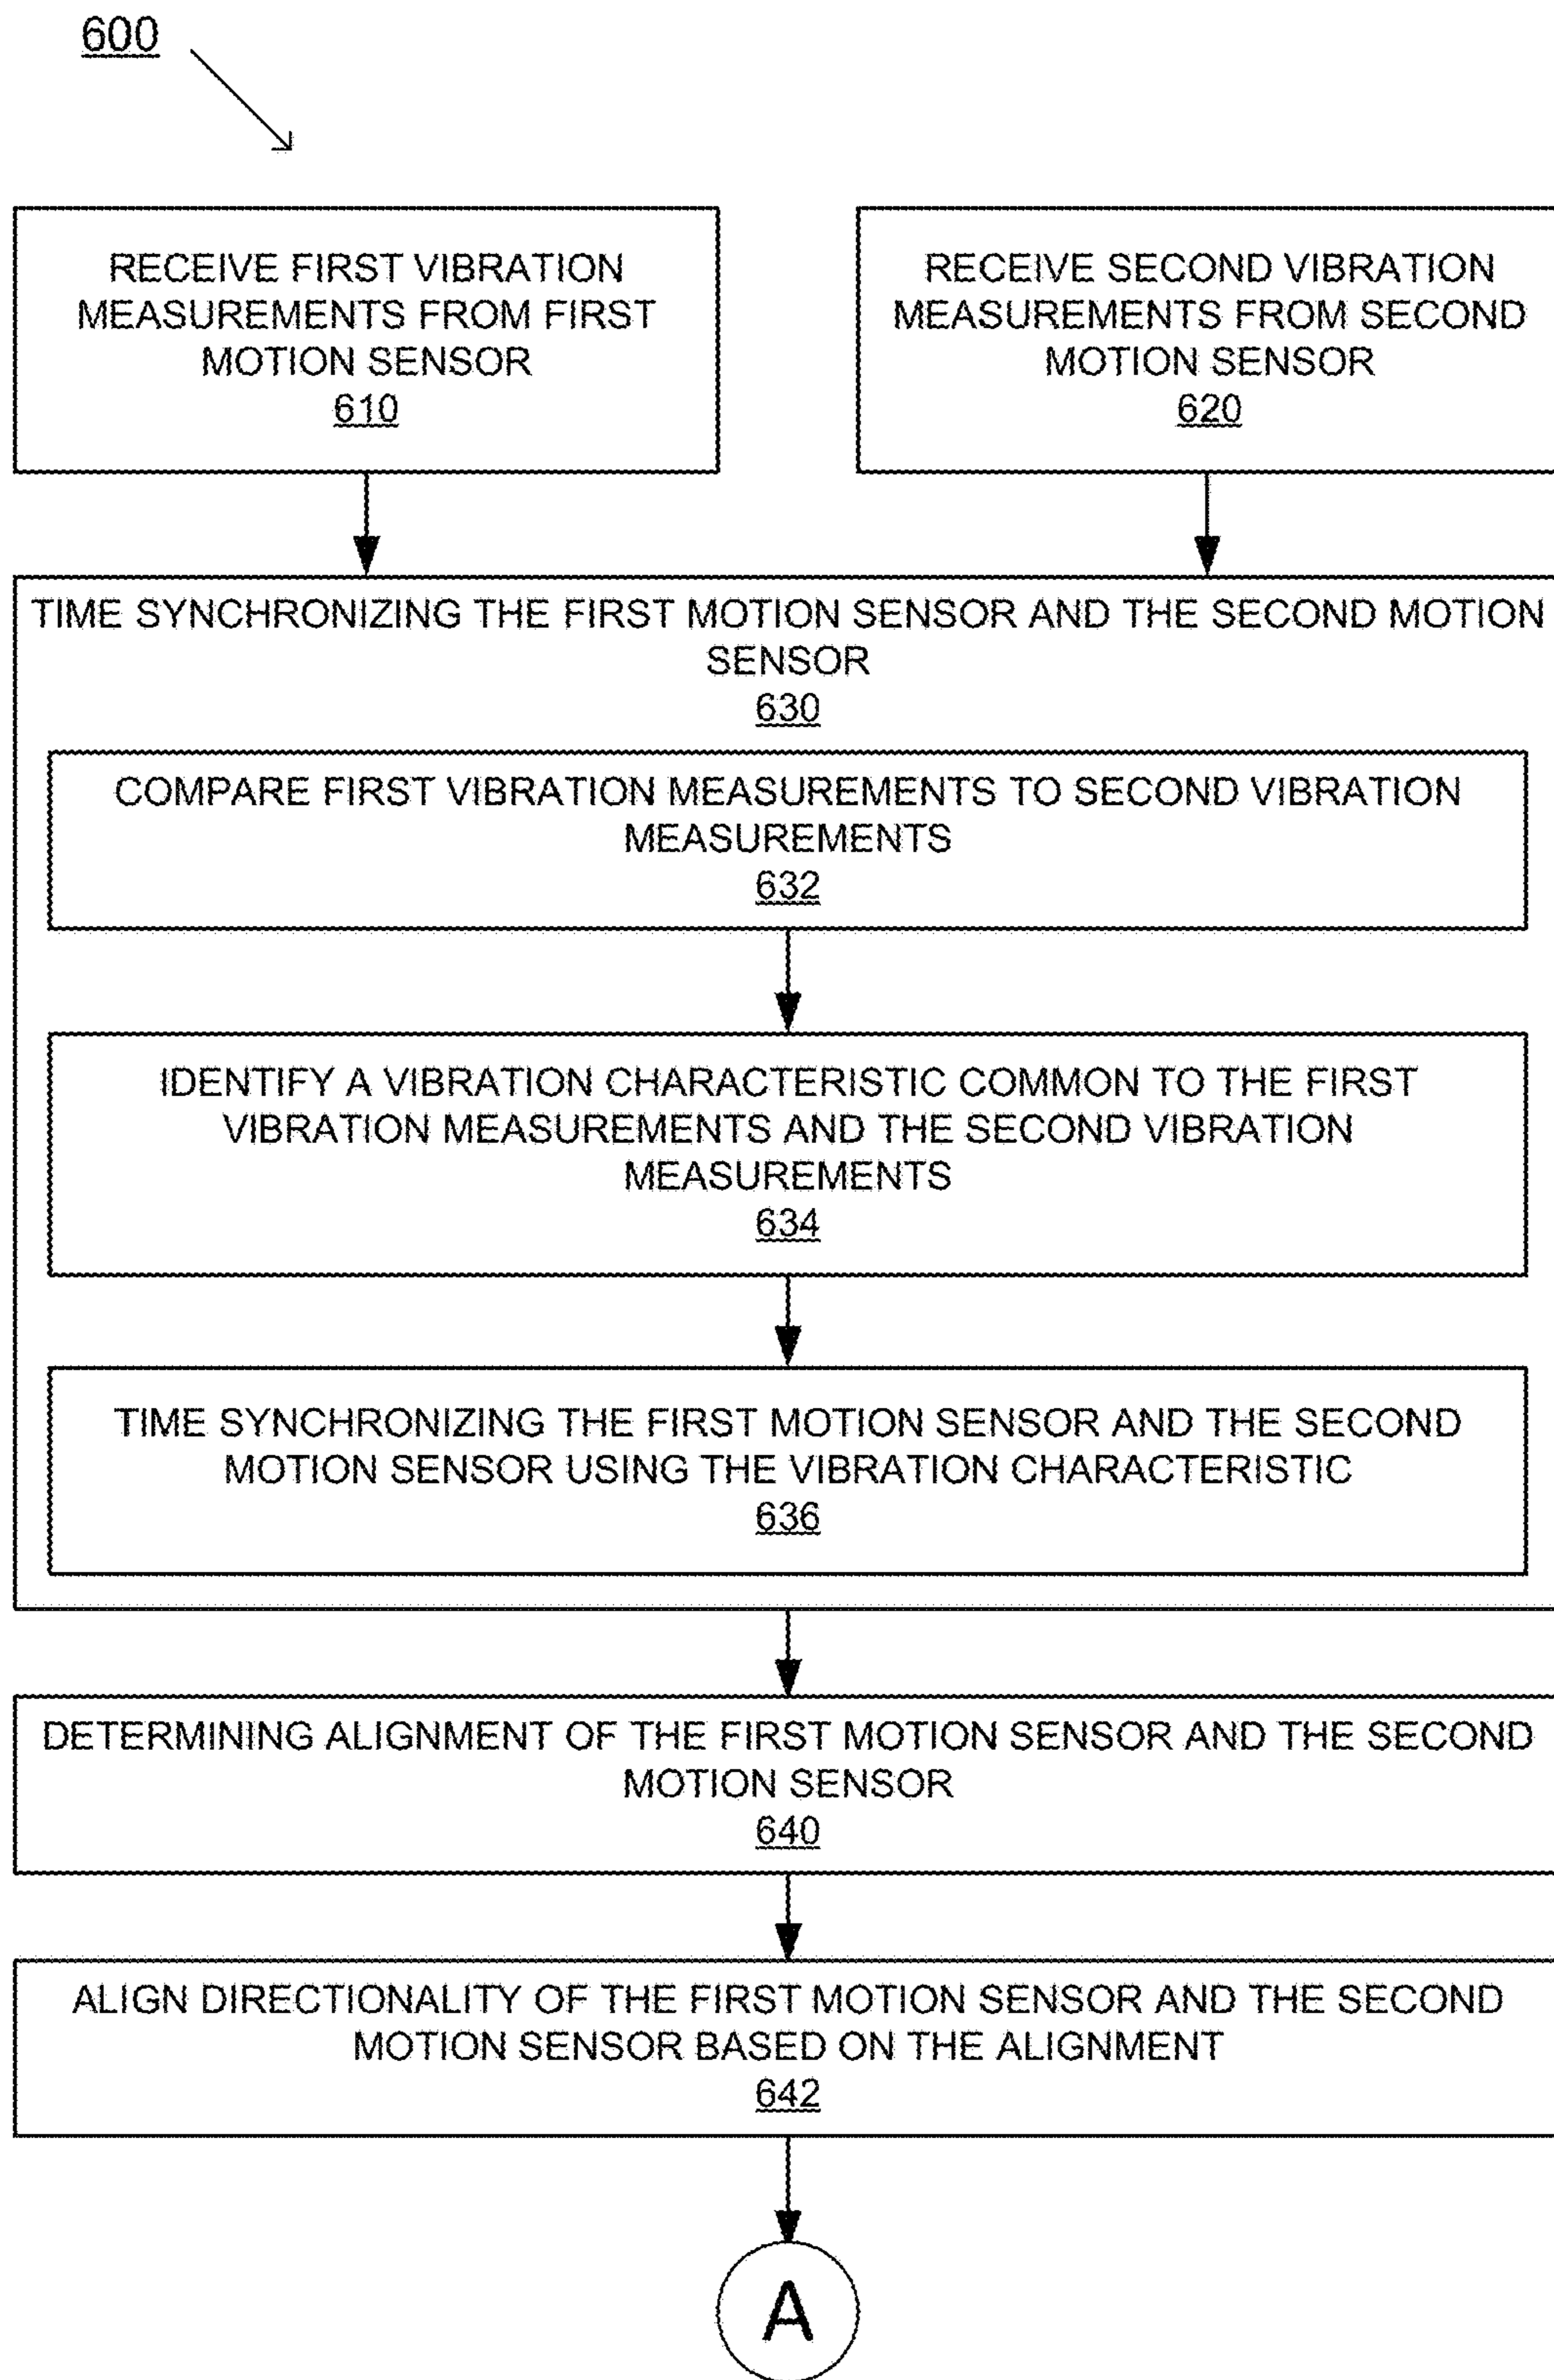 600
RECEIVE FIRST VIBRATION
MEASUREMENTS FROM FIRST
MOTION SENSOR
610
RECEIVE SECOND VIBRATION
MEASUREMENTS FROM SECOND
MOTION SENSOR
620
TIME SYNCHRONIZING THE FIRST MOTION SENSOR AND THE SECOND MOTION
SENSOR
630
COMPARE FIRST VIBRATION MEASUREMENTS TO SECOND VIBRATION
MEASUREMENTS
632
IDENTIFY A VIBRATION CHARACTERISTIC COMMON TO THE FIRST
VIBRATION MEASUREMENTS AND THE SECOND VIBRATION
MEASUREMENTS
634
TIME SYNCHRONIZING THE FIRST MOTION SENSOR AND THE SECOND
MOTION SENSOR USING THE VIBRATION CHARACTERISTIC
636
DETERMINING ALIGNMENT OF THE FIRST MOTION SENSOR AND THE SECOND
MOTION SENSOR
640
ALIGN DIRECTIONALITY OF THE FIRST MOTION SENSOR AND THE SECOND
MOTION SENSOR BASED ON THE ALIGNMENT
642
A